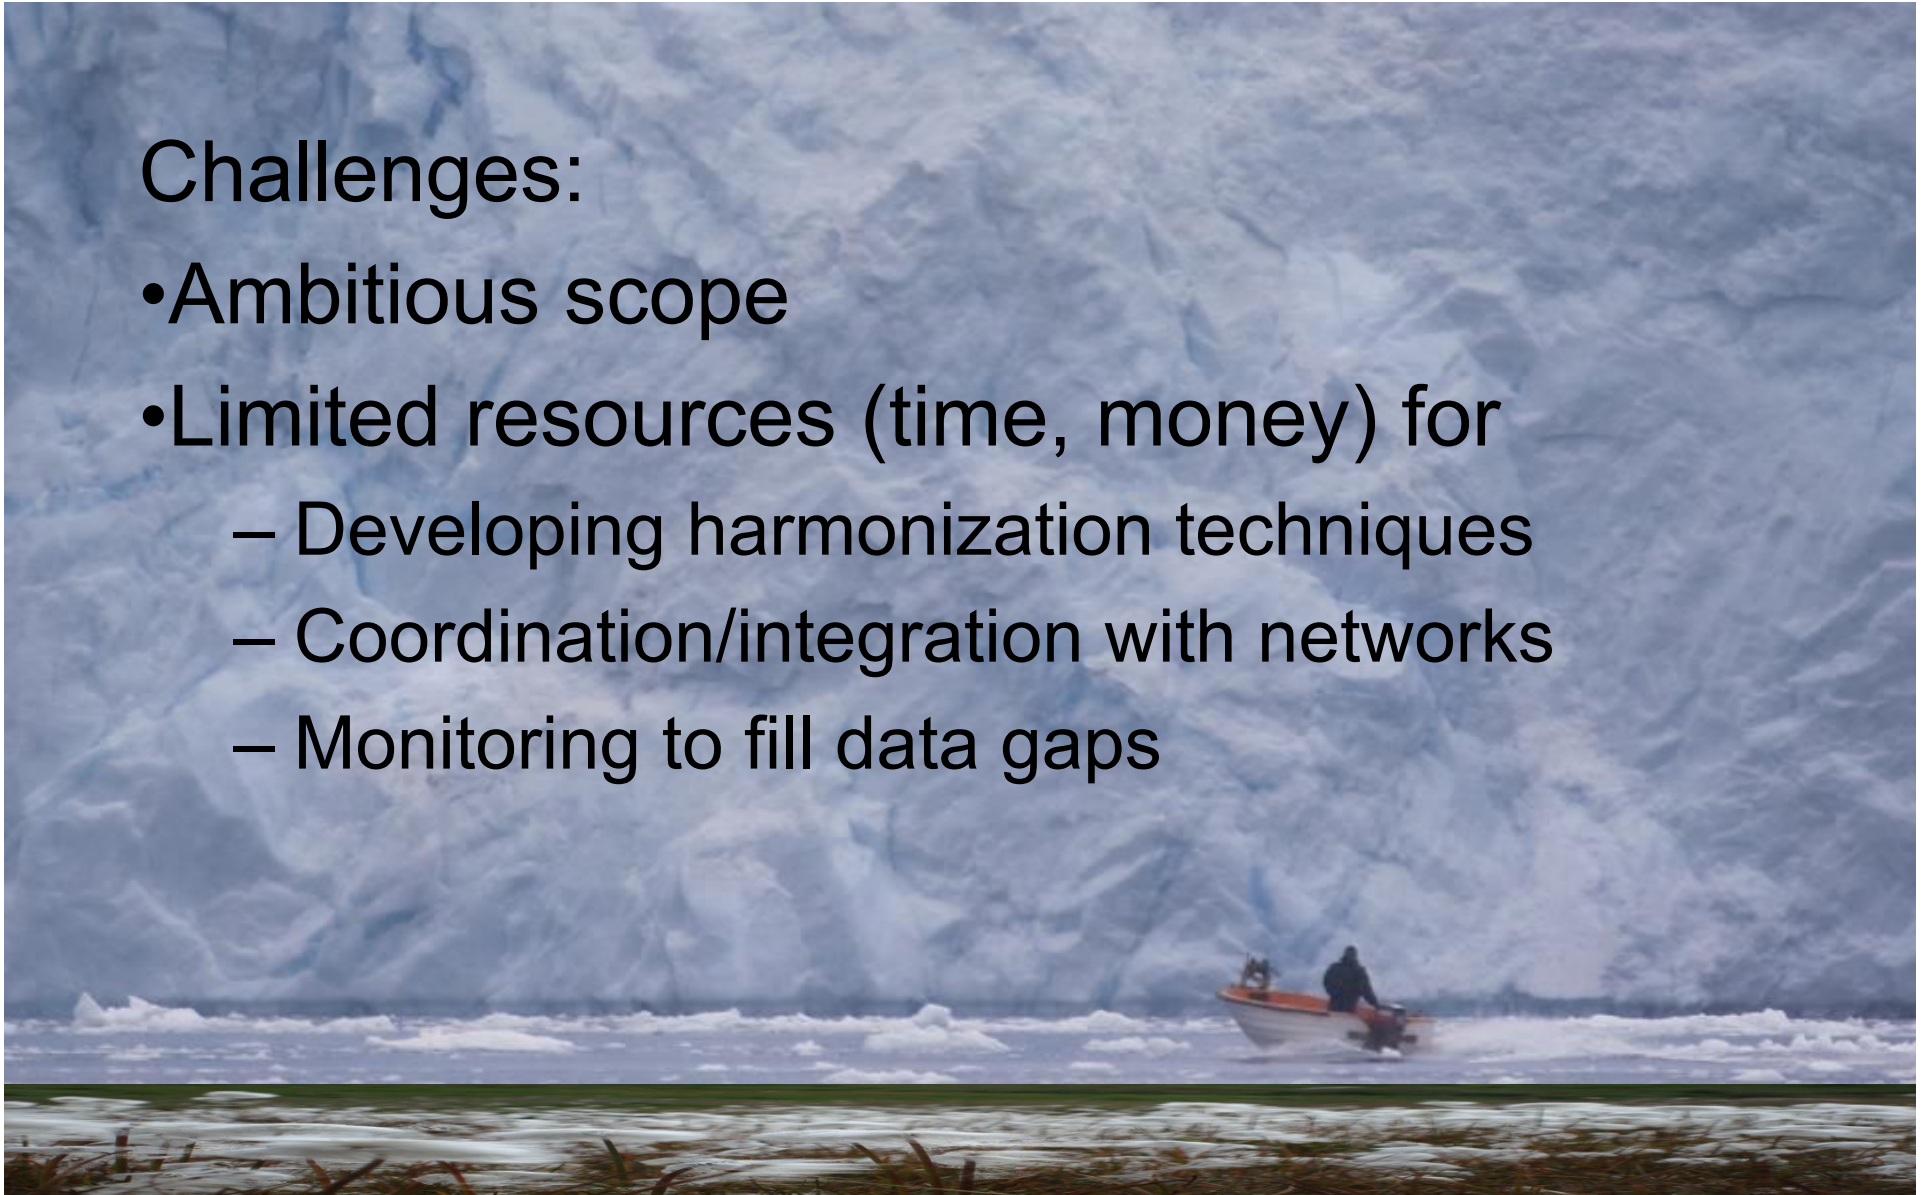 Challenges:
•Ambitious scope
•Limited resources (time, money) for
– Developing harmonization techniques
– Coordination/integration with networks
– Monitoring to fill data gaps